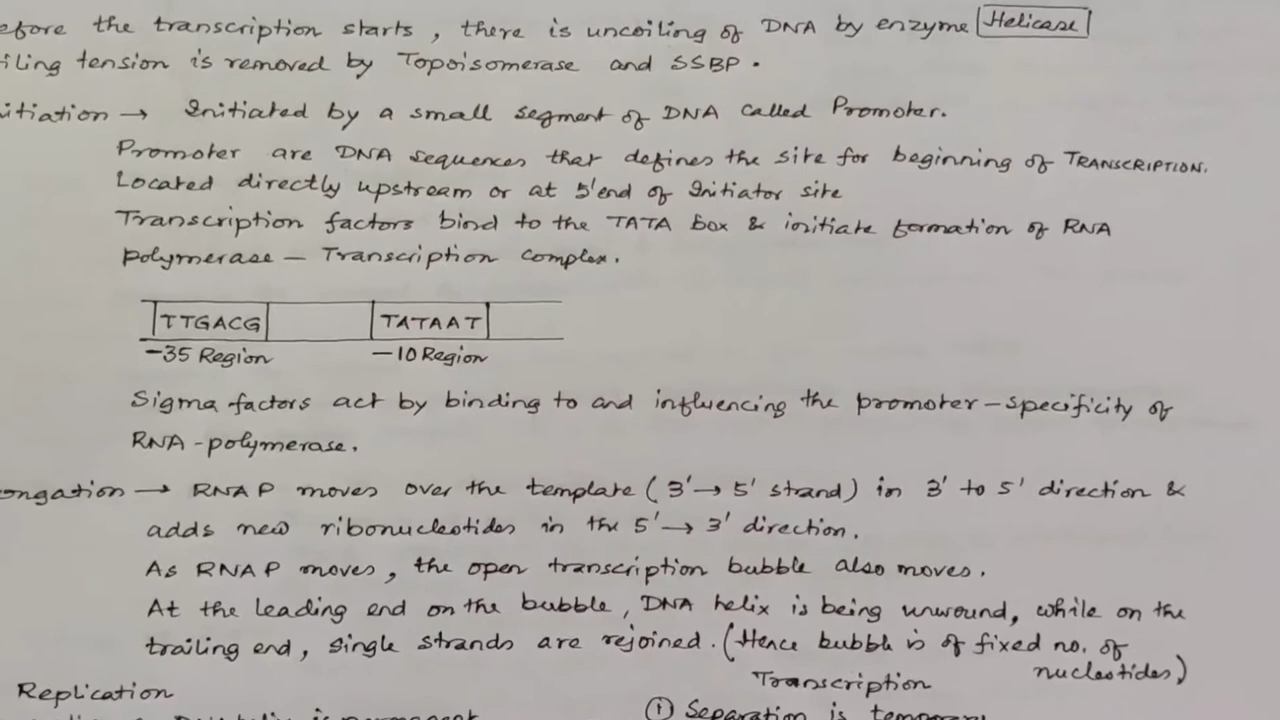 efore the transcription starts, there is uncoiling of DNA by enzyme Helicase
iling tension is removed by Topoisomerase and SSBP.
itiation → Initiated by a small segment of DNA called Promoter.
Promoter are DNA sequences that defines the site for beginning of TRANSCRIPTION.
Located directly upstream or at 5' end of Initiator site
Transcription factors bind to the TATA box & initiate formation of RNA
polymerase – Transcription complex.
TTGACG TATAAT
-35 Region -10 Region
Sigma factors act by binding to and influencing the promoter-specificity of
RNA-polymerase.
ongation → RNAP moves over the template (3'→5' strand) in 3' to 5' direction &
adds new ribonucleotides in the 5'→3' direction.
As RNAP moves, the open transcription bubble also moves.
At the leading end on the bubble, DNA helix is being unwound, while on the
trailing end, single strands are rejoined. (Hence bubble is of fixed no. of
nucleotides)
Replication Transcription
(i) Separation is